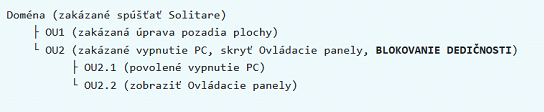 Doména (zakázané spúšťať Solitare)
├ OU1 (zakázaná úprava pozadia plochy)
└ OU2 (zakázané vypnutie PC, skryť Ovládacie panely, BLOKOVANIE DEDIČNOSTI)
├ OU2.1 (povolené vypnutie PC)
└ OU2.2 (zobraziť Ovládacie panely)